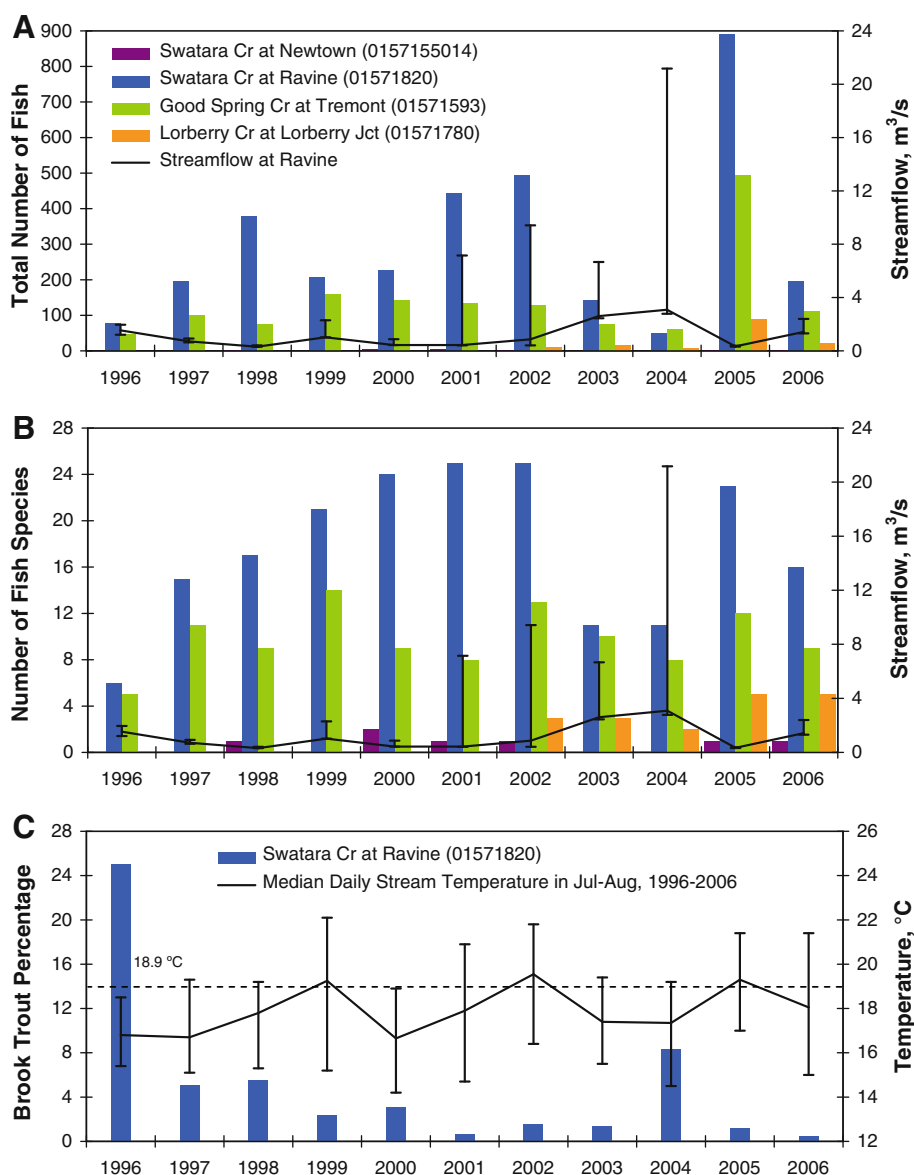 A
Total Number of Fish
900
800
700
600
500
400
300
200
100
0
Swatara Cr at Newtown (0157155014)
Swatara Cr at Ravine (01571820)
Good Spring Cr at Tremont (01571593)
Lorberry Cr at Lorberry Jct (01571780)
Streamflow at Ravine
24
20
16
12
8
4
0
Streamflow, m³/s
1996 1997 1998 1999 2000 2001 2002 2003 2004 2005 2006
B
Number of Fish Species
28
24
20
16
12
8
4
0
24
20
16
12
8
4
0
Streamflow, m³/s
1996 1997 1998 1999 2000 2001 2002 2003 2004 2005 2006
C
Brook Trout Percentage
28
24
20
16
12
8
4
0
Swatara Cr at Ravine (01571820)
Median Daily Stream Temperature in Jul-Aug, 1996-2006
18.9 °C
26
24
22
20
18
16
14
12
Temperature, °C
1996 1997 1998 1999 2000 2001 2002 2003 2004 2005 2006